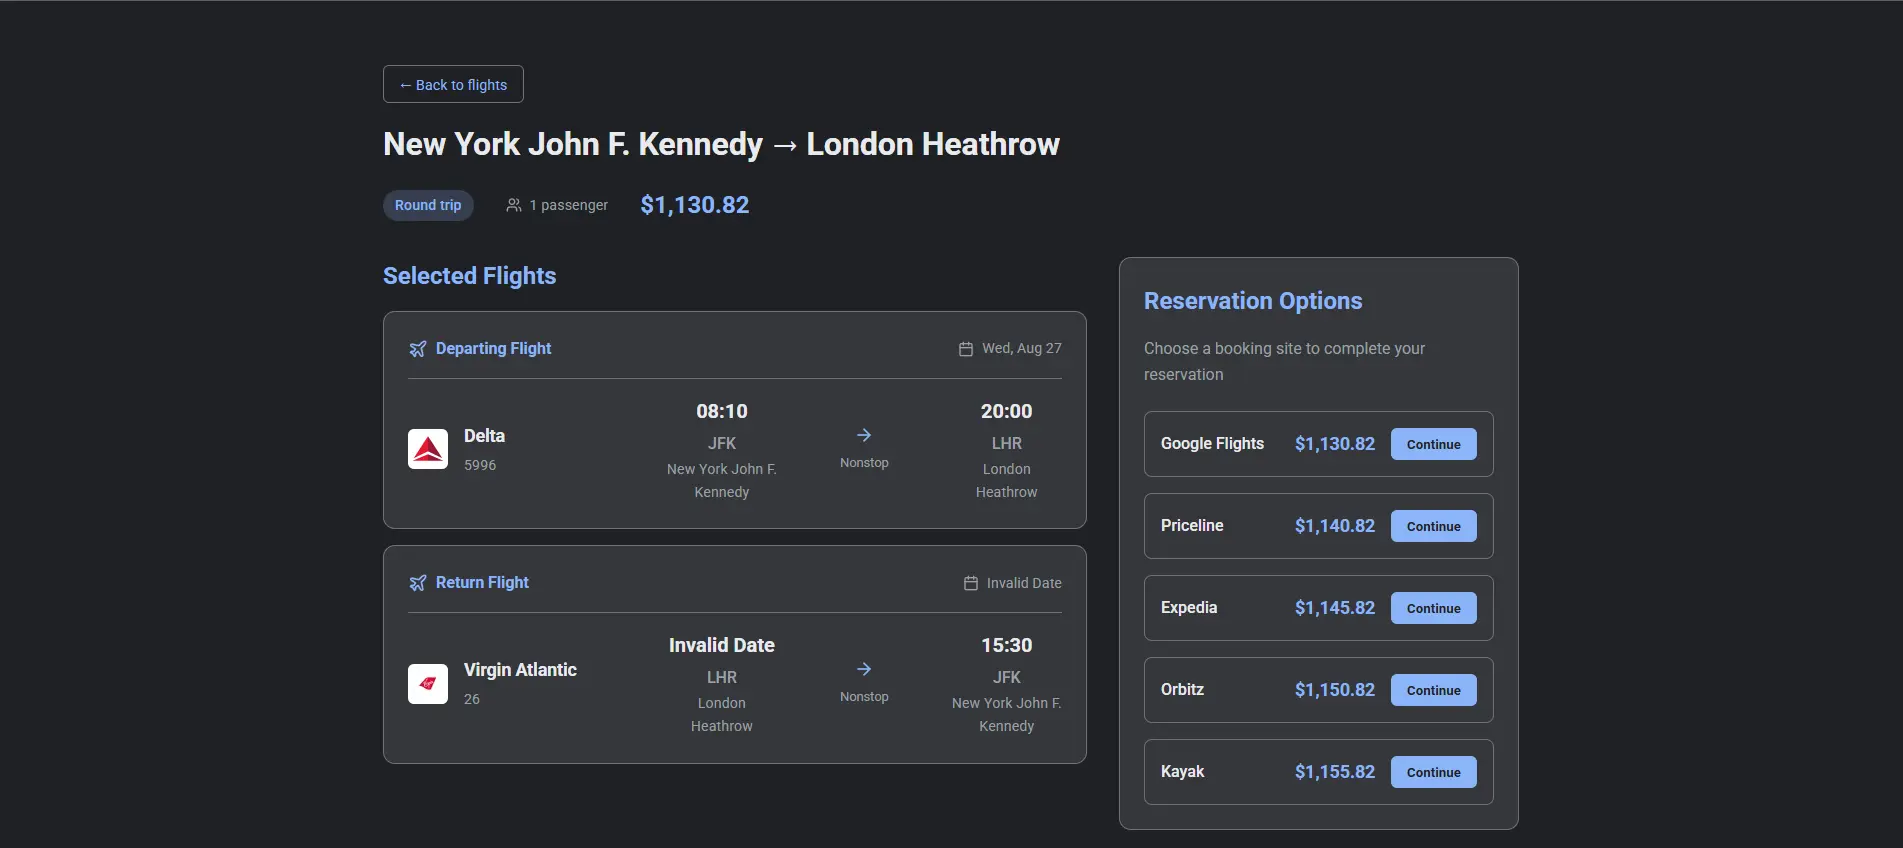 ← Back to flights
New York John F. Kennedy → London Heathrow
Round trip
1 passenger
$1,130.82
Selected Flights
Departing Flight
Wed, Aug 27
Delta
5996
08:10
JFK
New York John F.
Kennedy
→
Nonstop
20:00
LHR
London
Heathrow
Return Flight
Invalid Date
Virgin Atlantic
26
Invalid Date
LHR
London
Heathrow
→
Nonstop
15:30
JFK
New York John F.
Kennedy
Reservation Options
Choose a booking site to complete your
reservation
Google Flights $1,130.82 Continue
Priceline $1,140.82 Continue
Expedia $1,145.82 Continue
Orbitz $1,150.82 Continue
Kayak $1,155.82 Continue